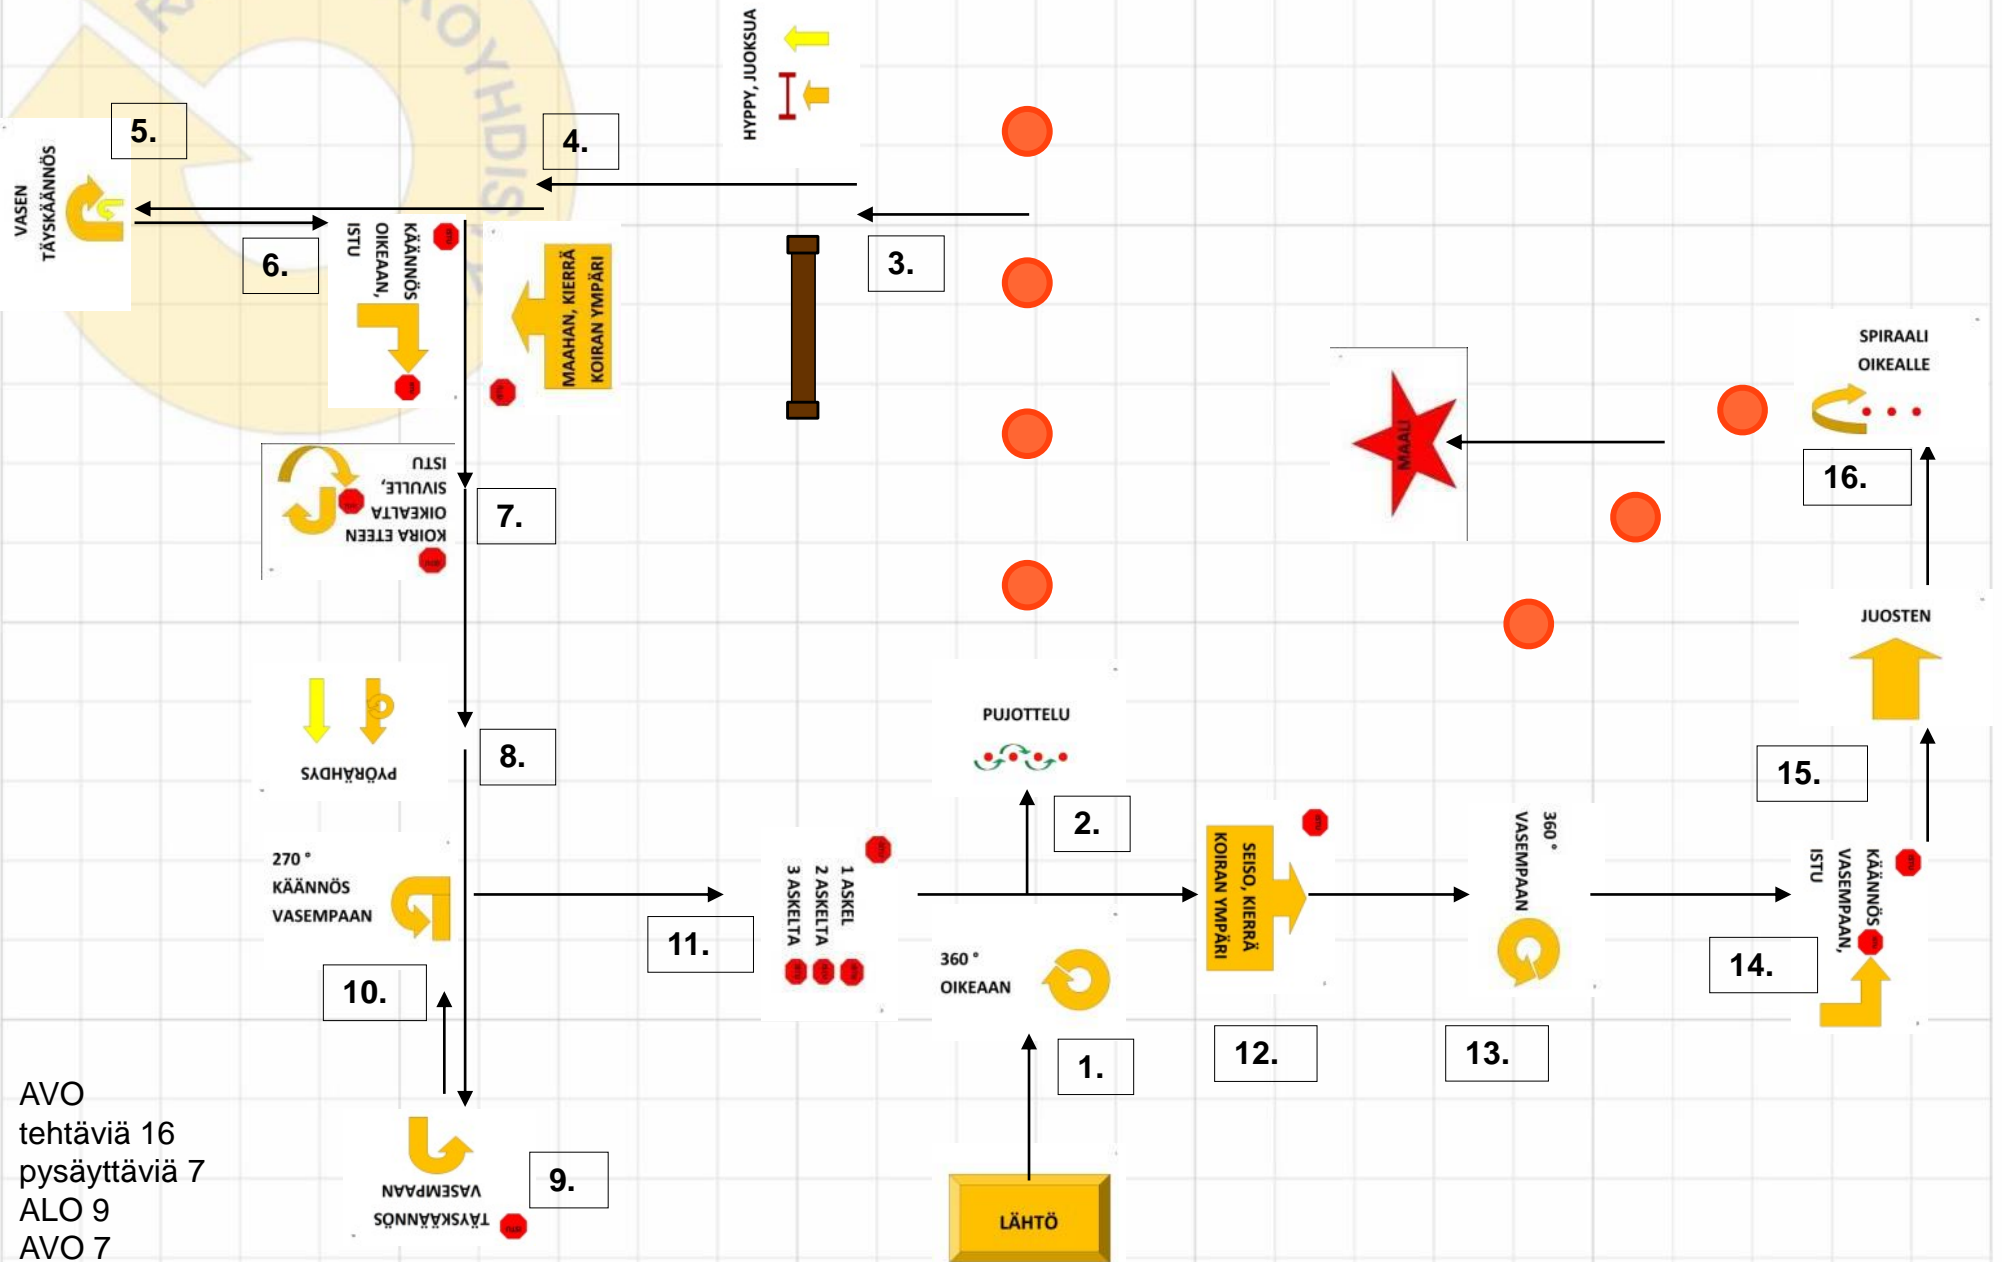 HYPPY, JUOKSUA
5.
4.
VASEN
TÄYSKÄÄNNÖS
6.
KÄÄNNÖS
OIKEAAN,
ISTU
MAAHAN, KIERRÄ
KOIRAN YMPÄRI
3.
MAALI
SPIRAALI
OIKEALLE
16.
KOIRA ETEEN
OIKEALTA
SIVULLE,
ISTU
7.
JUOSTEN
PYÖRÄHDYS
8.
PUJOTTELU
2.
15.
270 °
KÄÄNNÖS
VASEMPAAN
10.
11.
1 ASKEL
2 ASKELTA
3 ASKELTA
360 °
OIKEAAN
1.
SEISO, KIERRÄ
KOIRAN YMPÄRI
12.
360 °
VASEMPAAN
13.
14.
KÄÄNNÖS
VASEMPAAN,
ISTU
TÄYSKÄÄNNÖS
VASEMPAAN
9.
LÄHTÖ
AVO
tehtäviä 16
pysäyttäviä 7
ALO 9
AVO 7